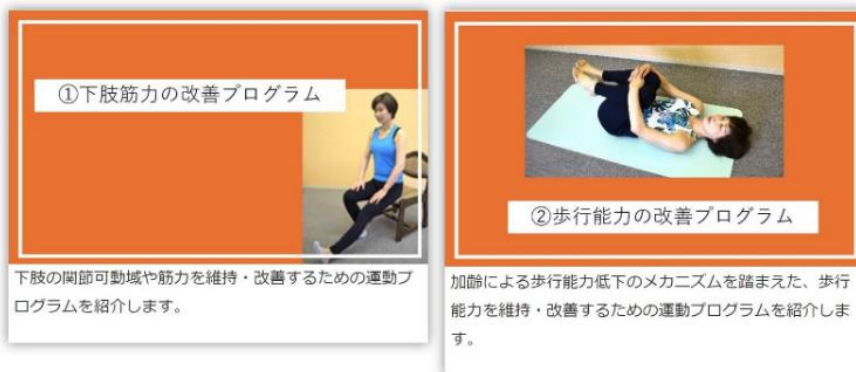 ①下肢筋力の改善プログラム
下肢の関節可動域や筋力を維持・改善するための運動プ
ログラムを紹介します。
②歩行能力の改善プログラム
加齢による歩行能力低下のメカニズムを踏まえた、歩行
能力を維持・改善するための運動プログラムを紹介しま
す。